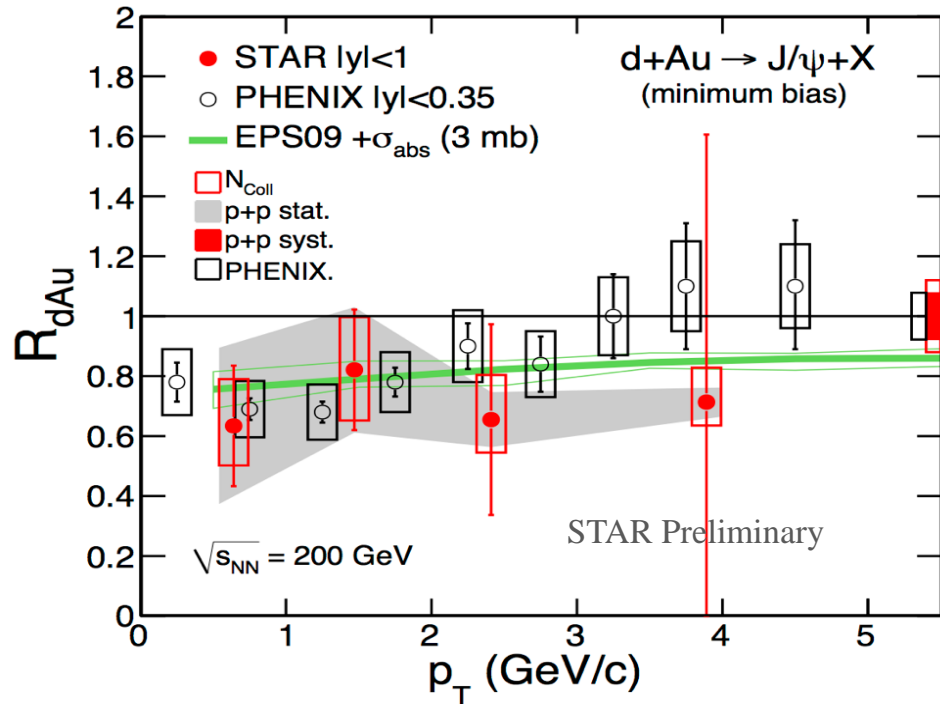 STAR |y|<1
PHENIX |y|<0.35
EPS09 +σabs (3 mb)
NColl
p+p stat.
p+p syst.
PHENIX.
d+Au → J/ψ+X
(minimum bias)
STAR Preliminary
√sNN = 200 GeV
RdAu
2
1.8
1.6
1.4
1.2
1
0.8
0.6
0.4
0.2
0
0 1 2 3 4 5
pT (GeV/c)